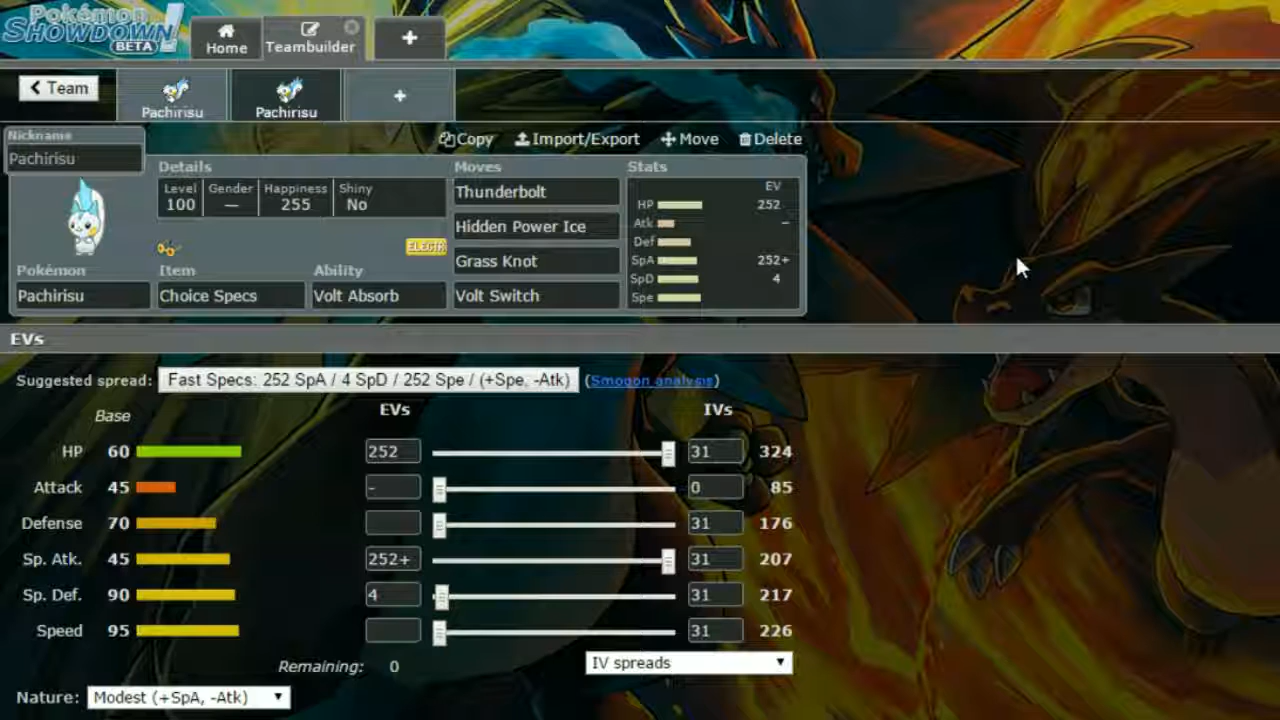 Pokémon
SHOWDOWN!
BETA
Home
Teambuilder
+
Team
Pachirisu
Pachirisu
+
Copy
Import/Export
Move
Delete
Nickname
Pachirisu
Details
Level
100
Gender
—
Happiness
255
Shiny
No
ELECTR
Pokémon
Pachirisu
Item
Choice Specs
Ability
Volt Absorb
Moves
Thunderbolt
Hidden Power Ice
Grass Knot
Volt Switch
Stats
EV
HP 252
Atk -
Def
SpA 252+
SpD 4
Spe
EVs
Suggested spread: Fast Specs: 252 SpA / 4 SpD / 252 Spe / (+Spe, -Atk) (Smogon analysis)
Base EVs IVs
HP 60 252 31 324
Attack 45 - 0 85
Defense 70 31 176
Sp. Atk. 45 252+ 31 207
Sp. Def. 90 4 31 217
Speed 95 31 226
Remaining: 0
IV spreads
Nature: Modest (+SpA, -Atk)